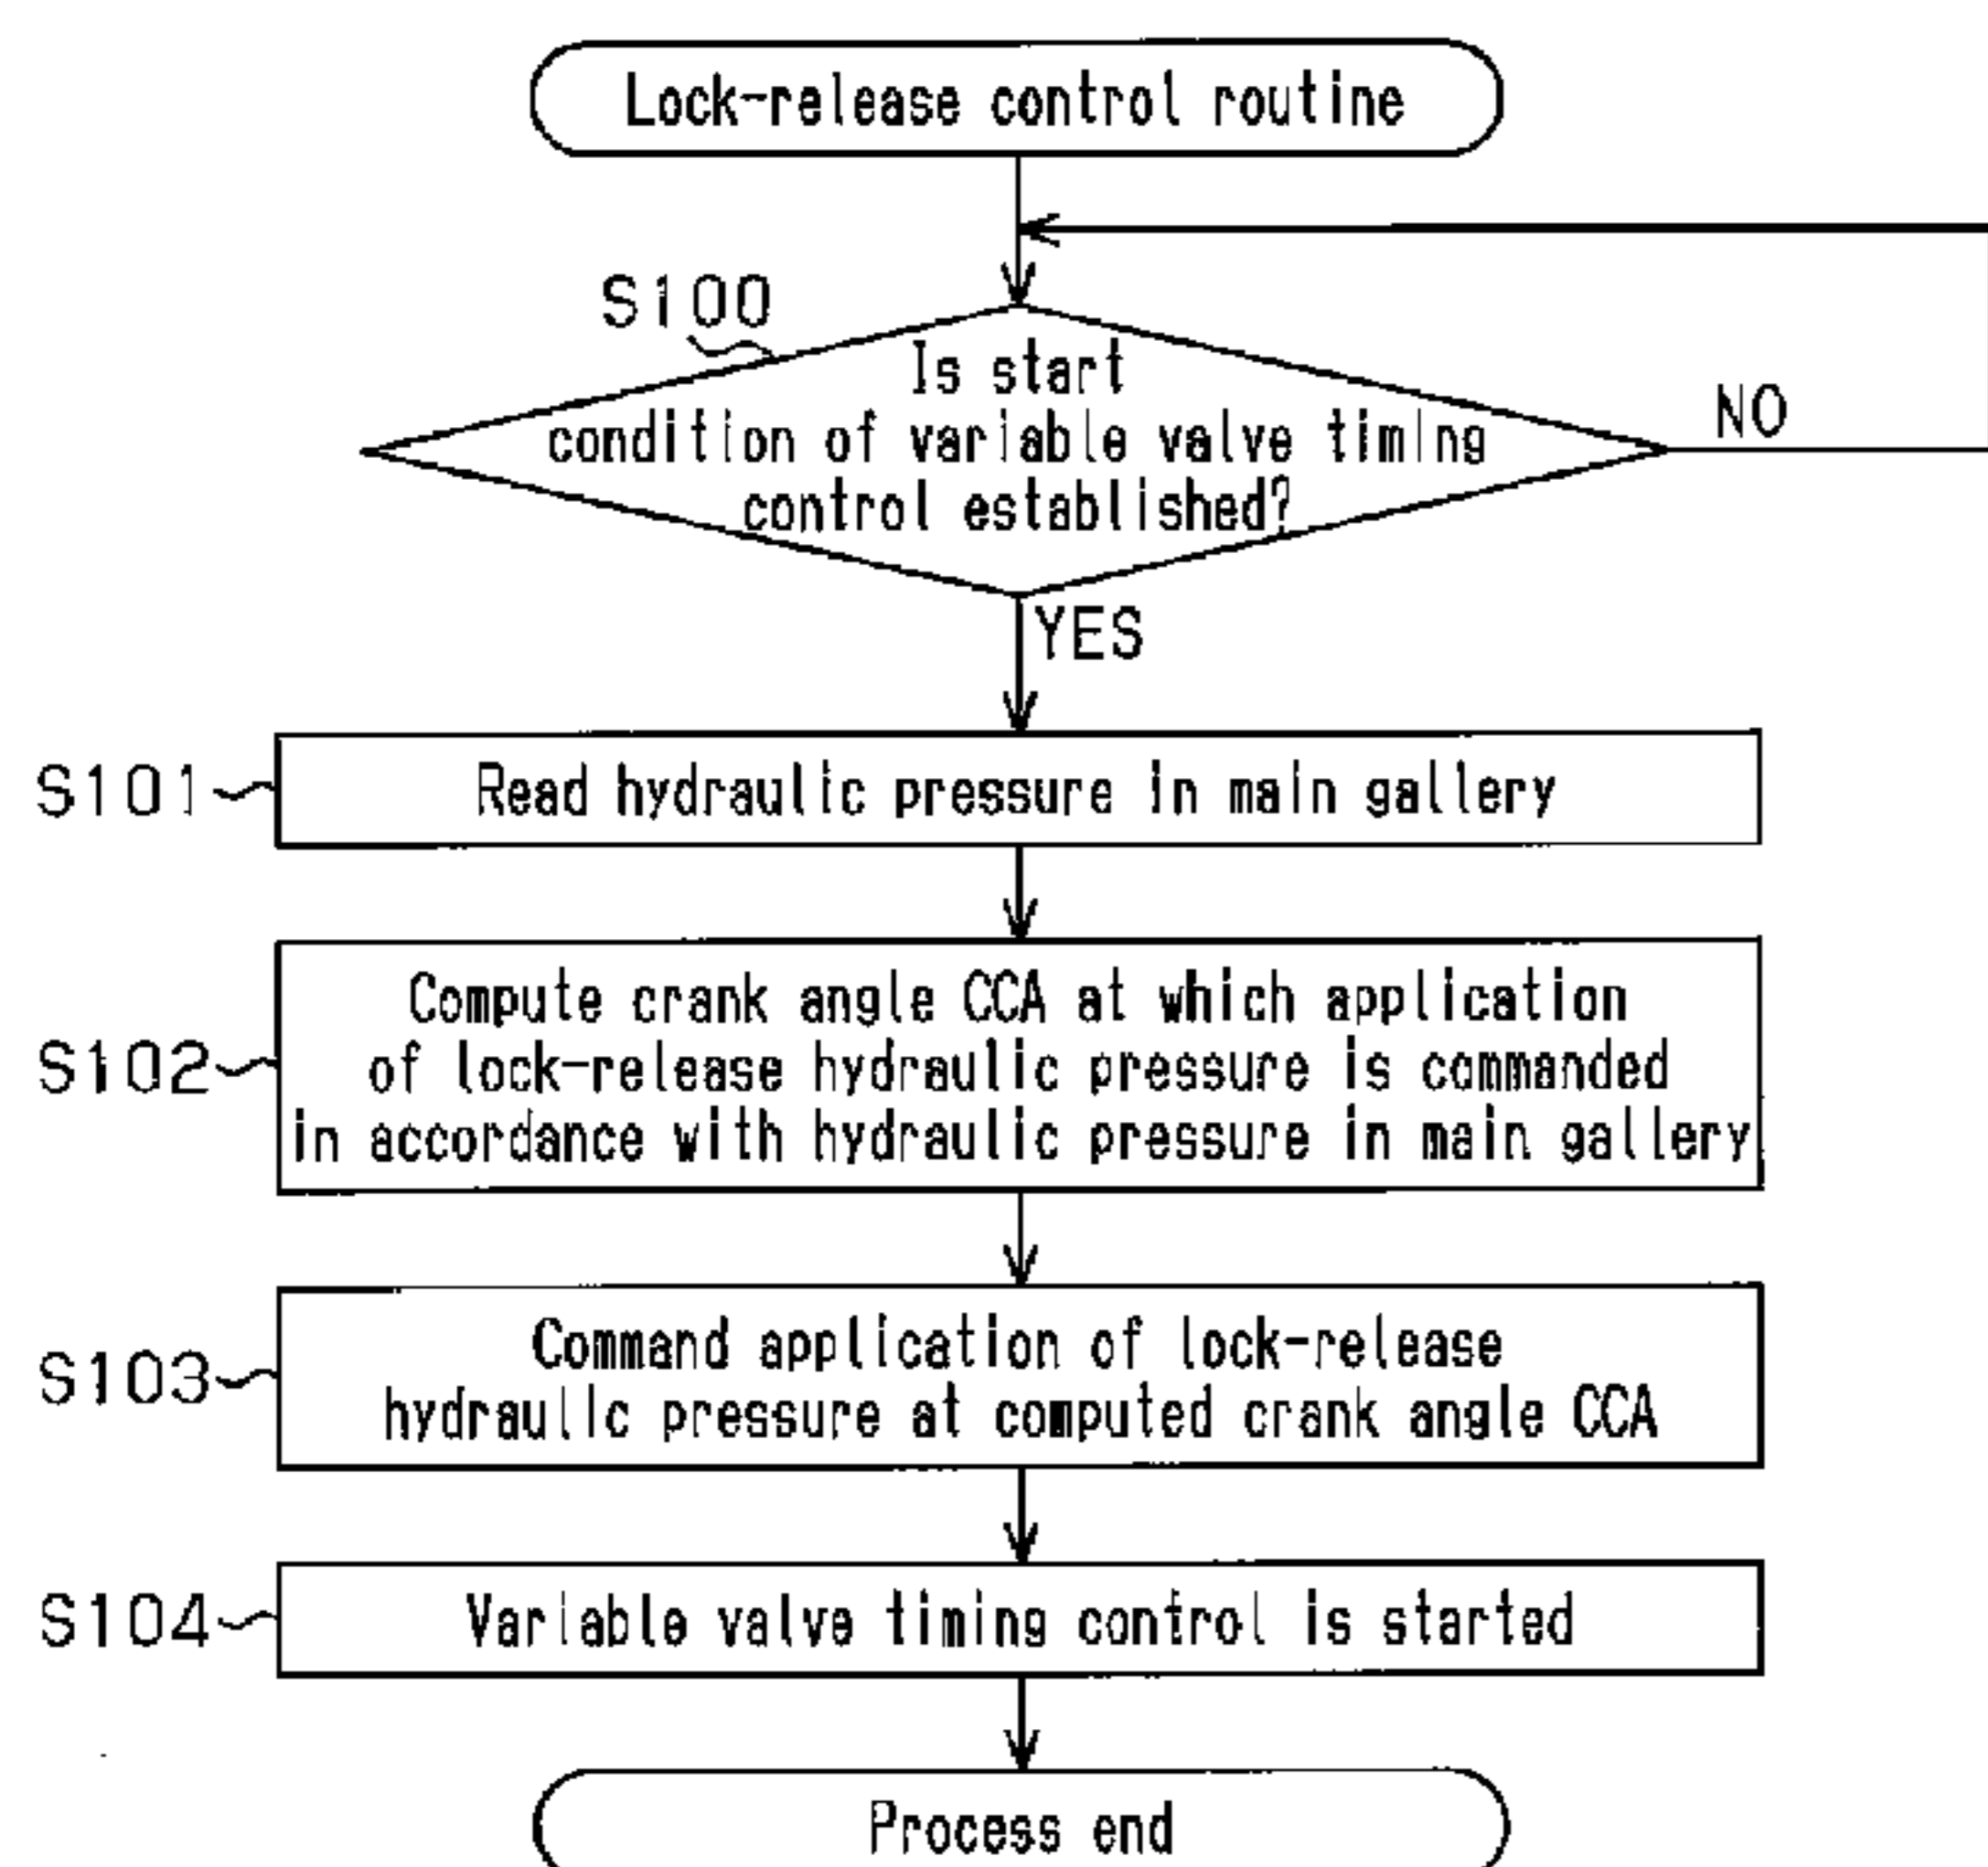 Lock-release control routine
S100
Is start
condition of variable valve timing
control established?
NO
YES
S101
Read hydraulic pressure in main gallery
S102
Compute crank angle CCA at which application
of lock-release hydraulic pressure is commanded
in accordance with hydraulic pressure in main gallery
S103
Command application of lock-release
hydraulic pressure at computed crank angle CCA
S104
Variable valve timing control is started
Process end